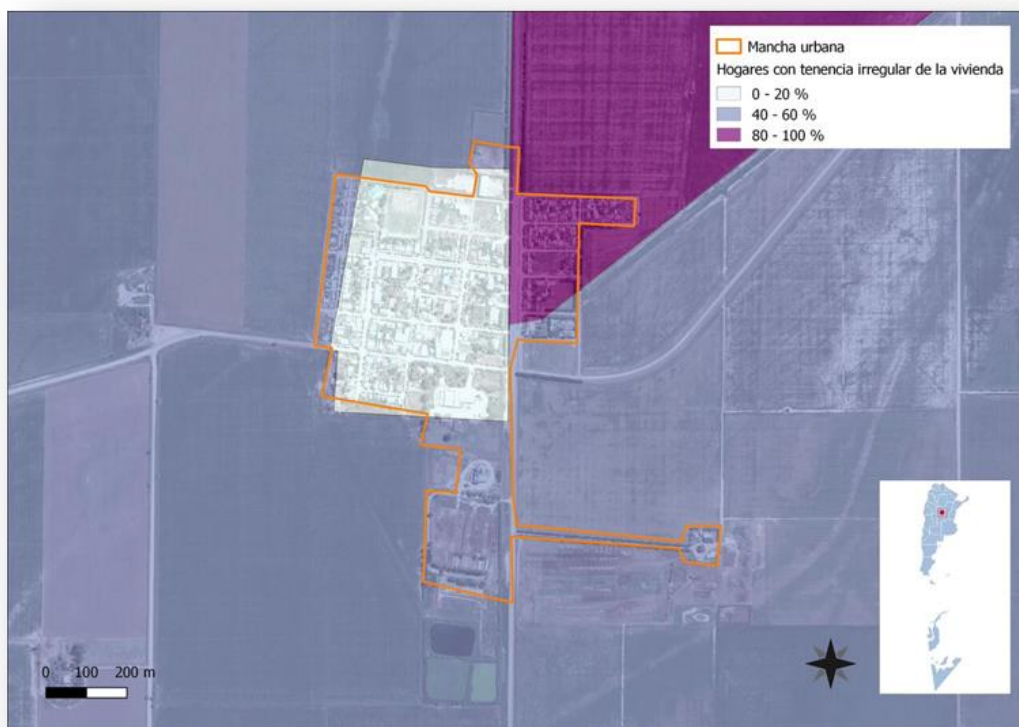 Mancha urbana
Hogares con tenencia irregular de la vivienda
0 - 20 %
40 - 60 %
80 - 100 %
0 100 200 m